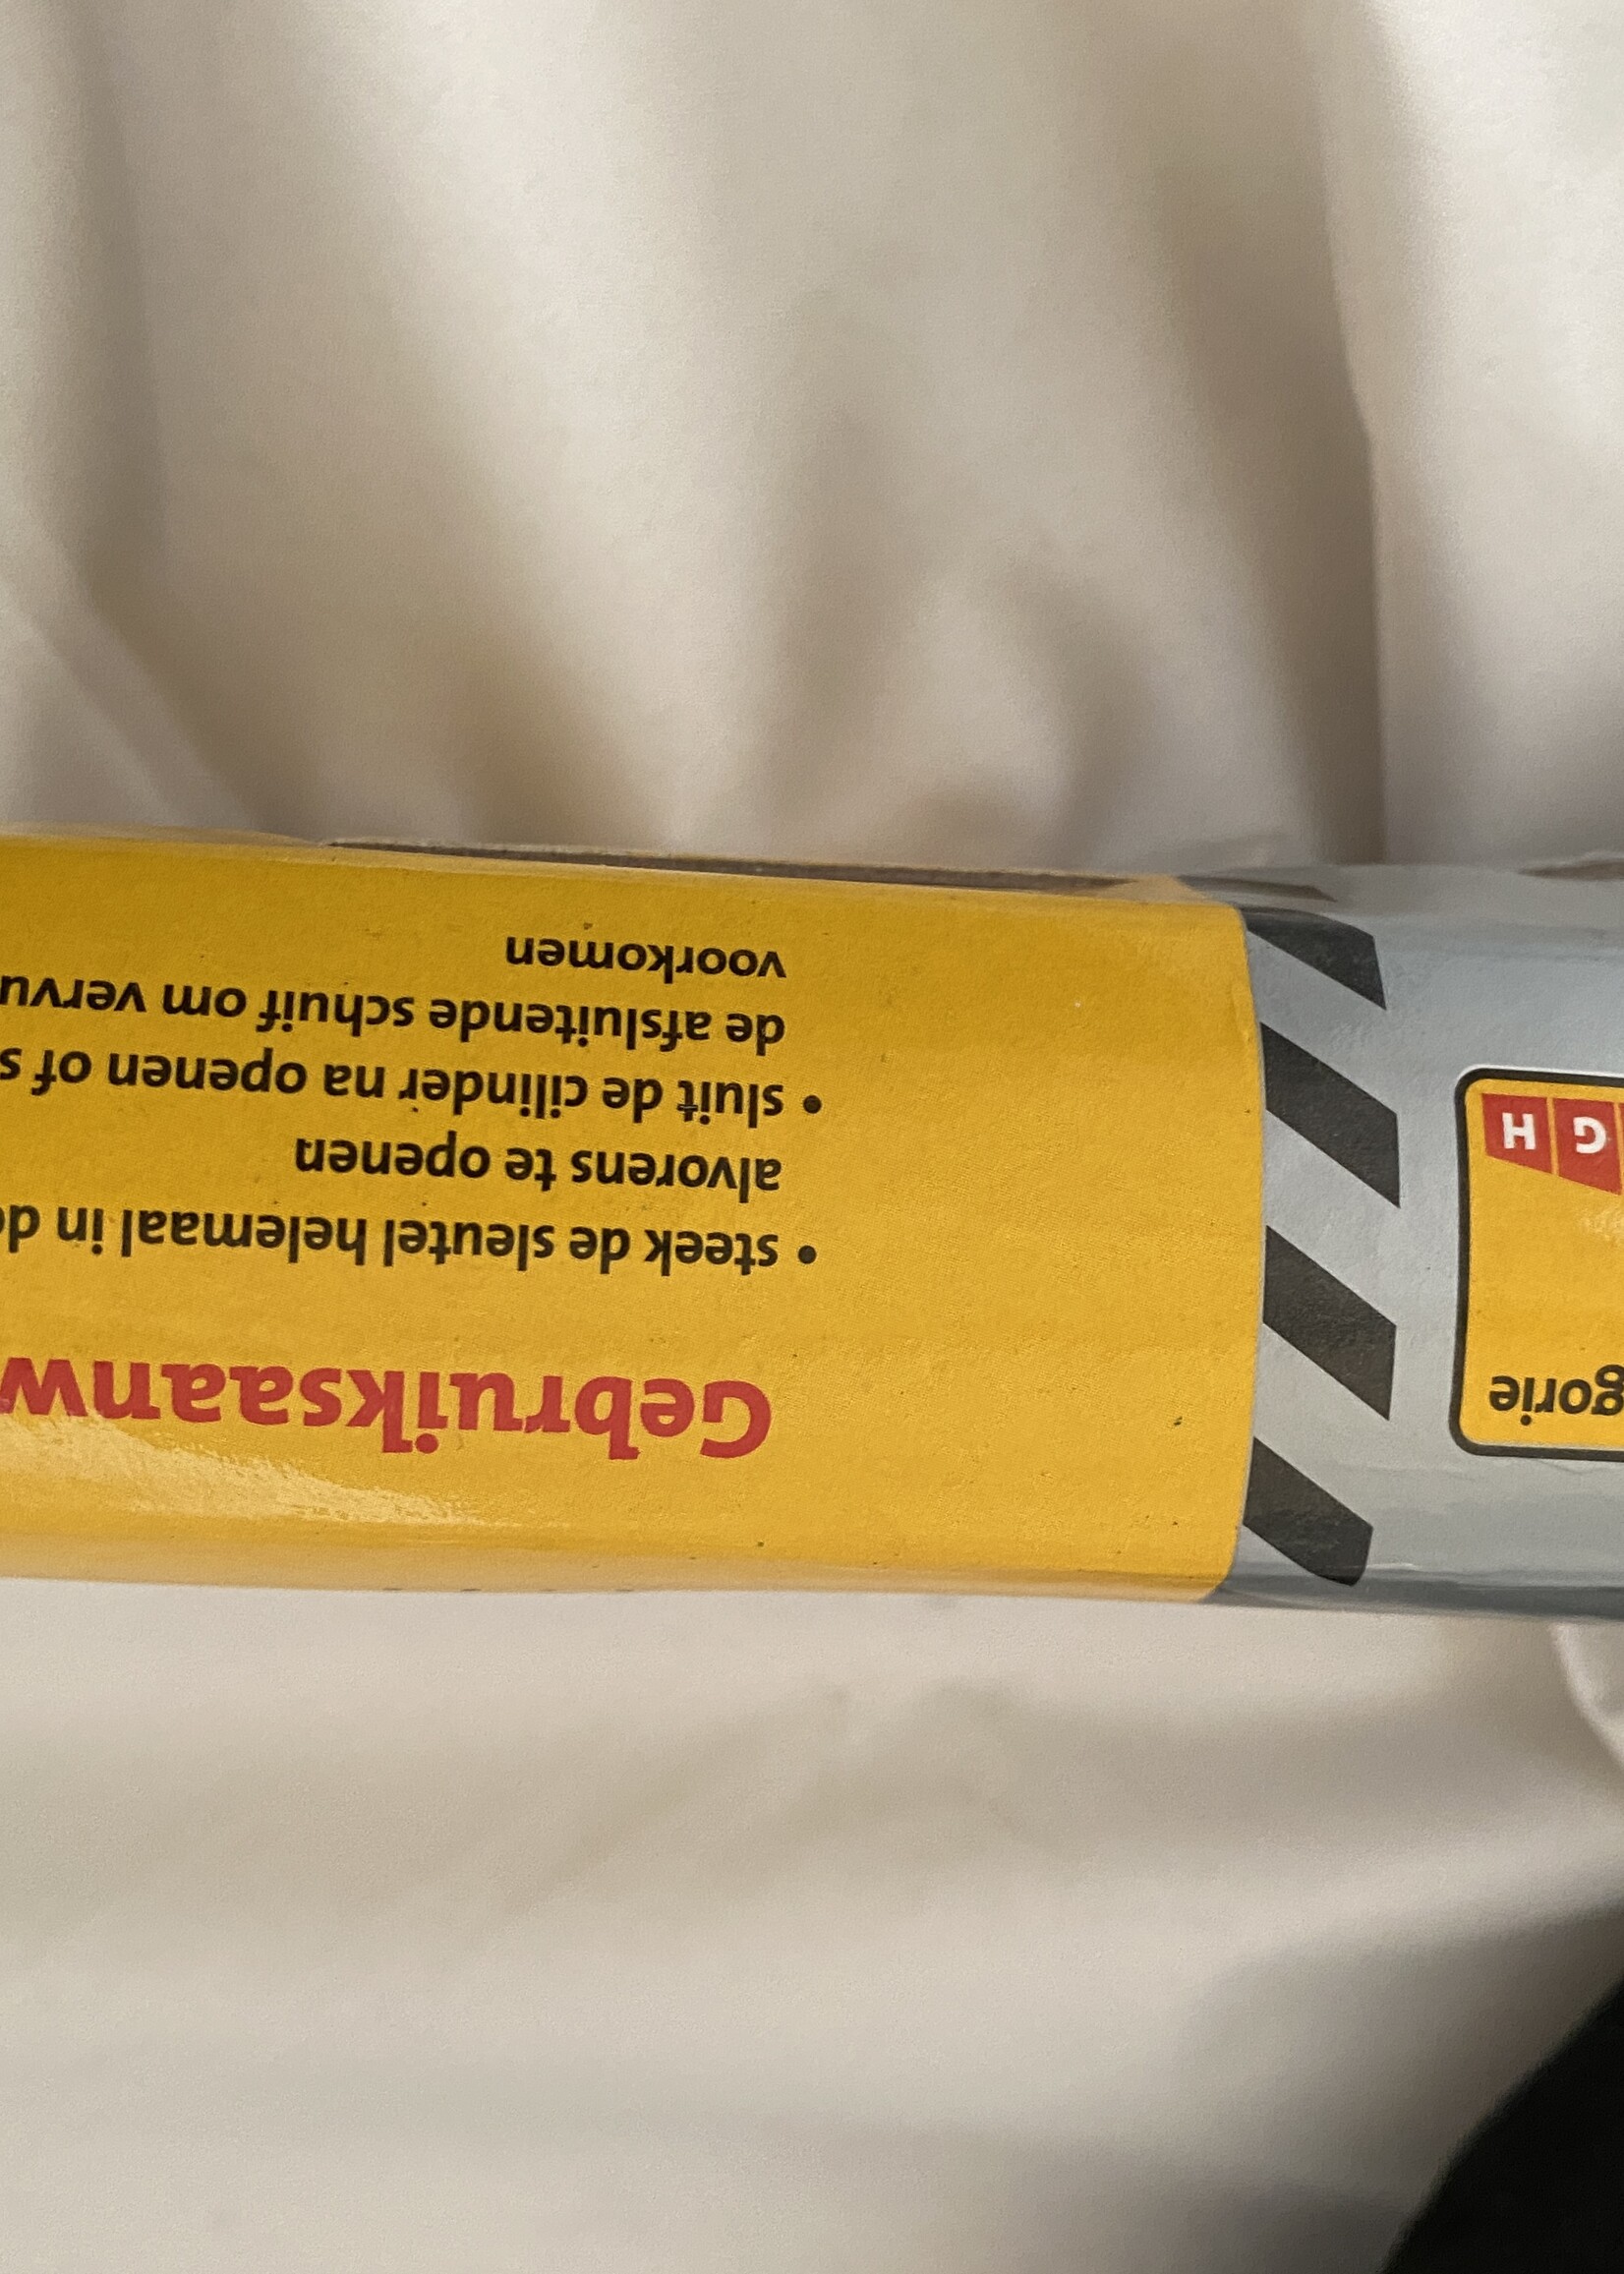 Gebruiksaanw
• steek de sleutel helemaal in de
alvorens te openen
• sluit de cilinder na openen of s
de afsluitende schuif om vervu
voorkomen
gorie
G H